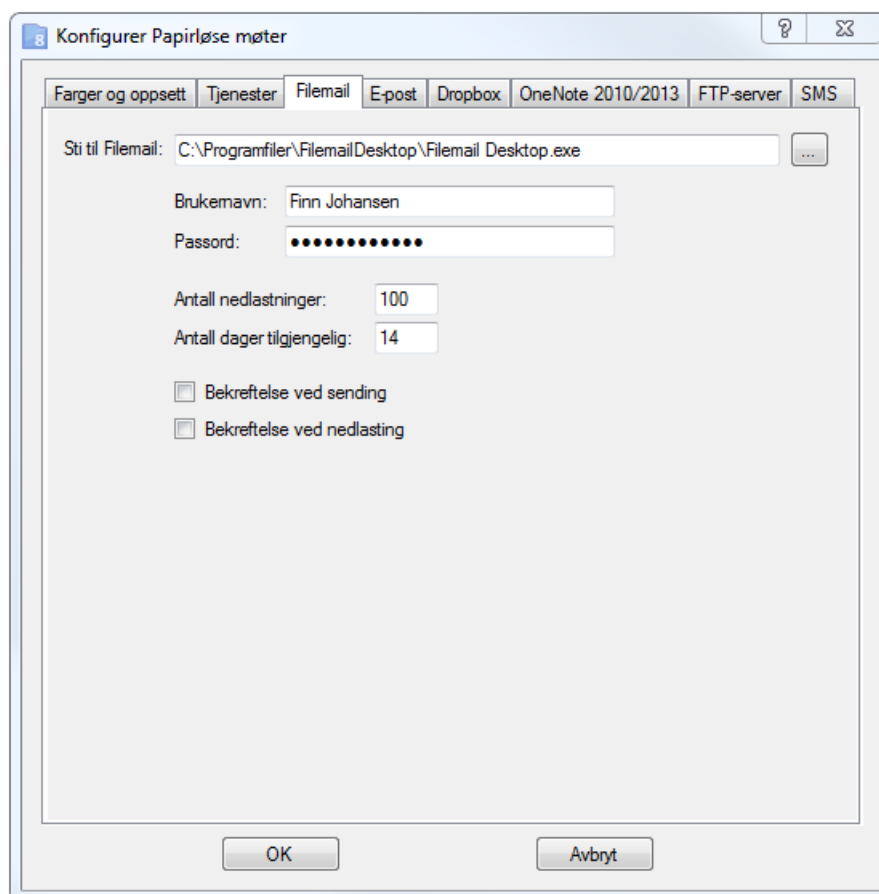 8 Konfigurer Papirløse møter
Farger og oppsett Tjenester Filemail E-post Dropbox OneNote 2010/2013 FTP-server SMS
Sti til Filemail: C:\Programfiler\FilemailDesktop\Filemail Desktop.exe ...
Brukernavn: Finn Johansen
Passord: ●●●●●●●●●●●●
Antall nedlastninger: 100
Antall dager tilgjengelig: 14
Bekreftelse ved sending
Bekreftelse ved nedlasting
OK Avbryt